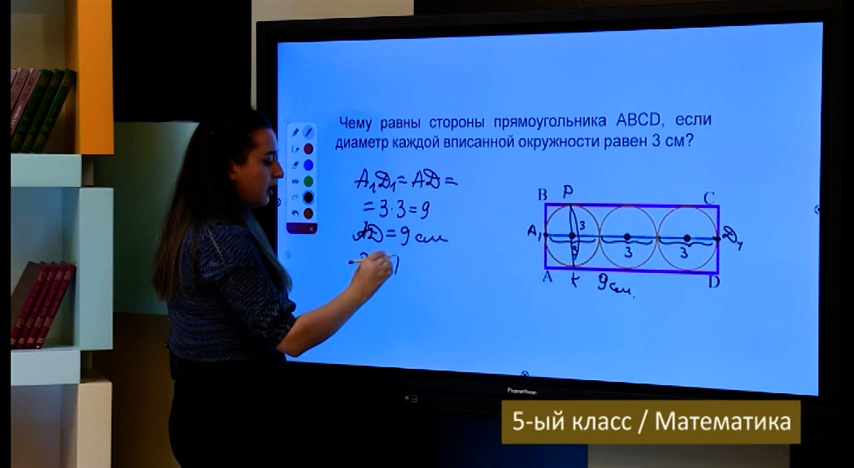 Чему равны стороны прямоугольника ABCD, если
диаметр каждой вписанной окружности равен 3 см?
A₁D₁ = AD =
= 3·3 = 9
AD = 9 см
B P C
A₁ 3 3 3 D₁
A K 9 см D
Promethean
5-ый класс / Математика